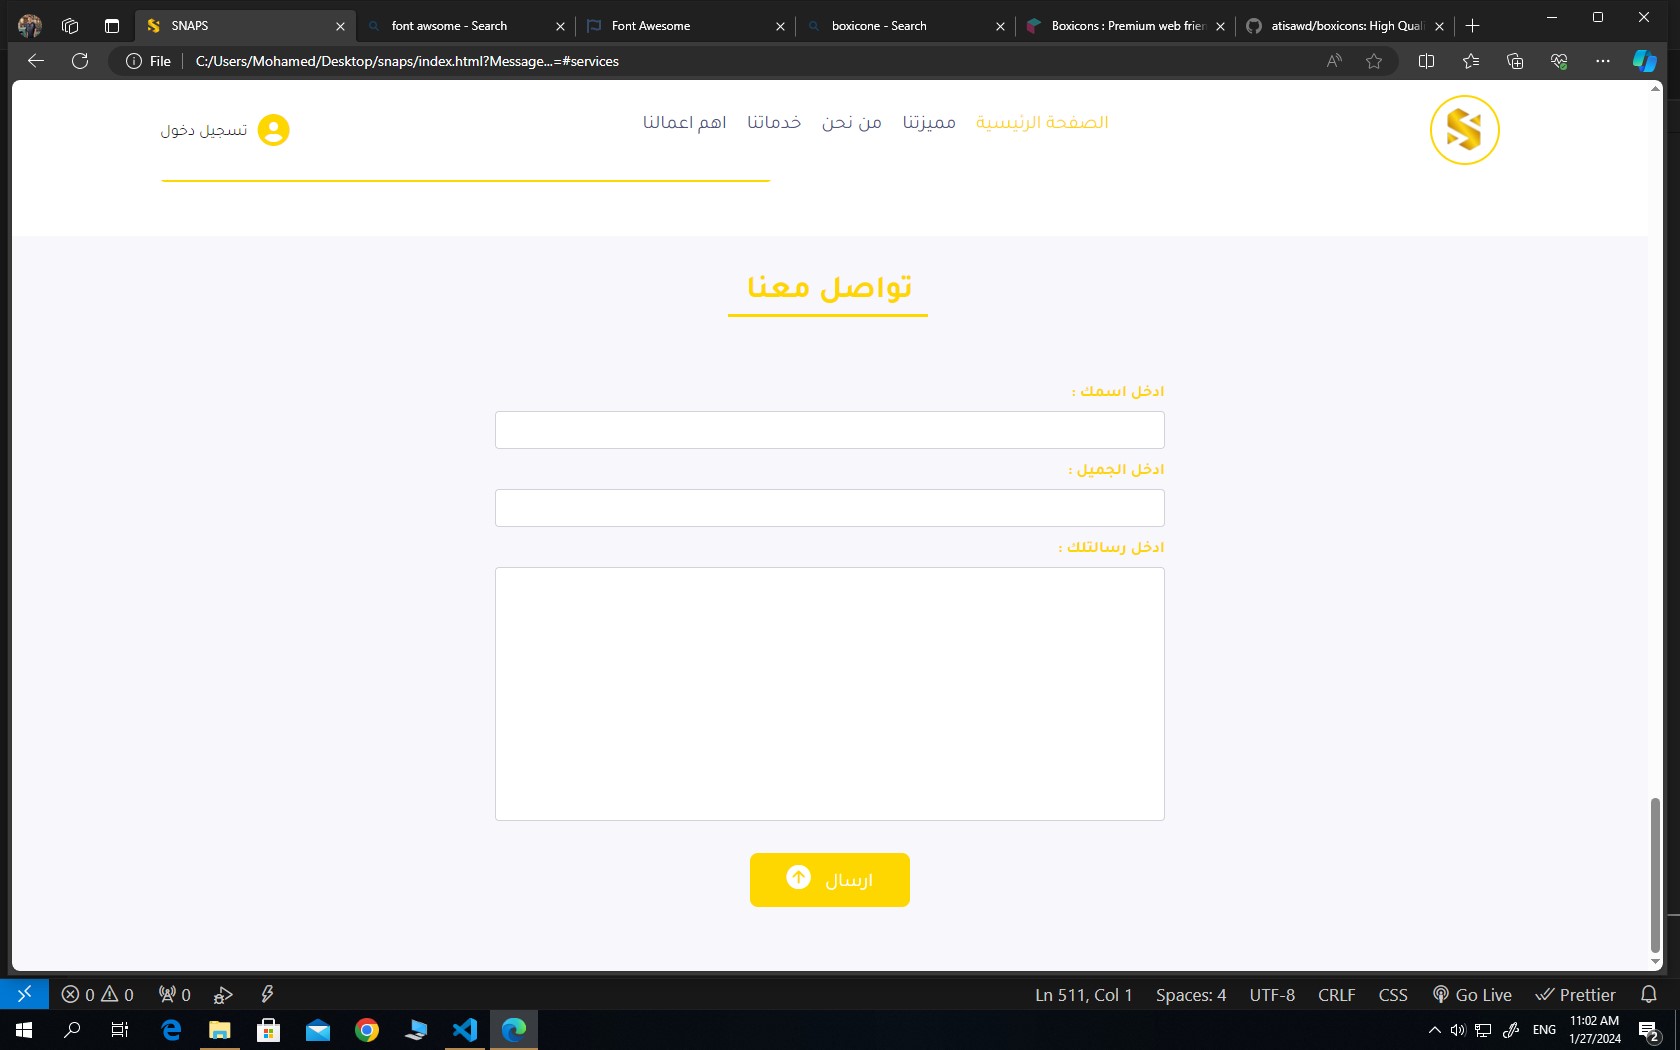 SNAPS
font awsome - Search
Font Awesome
boxicone - Search
Boxicons : Premium web frien
atisawd/boxicons: High Quali
File
C:/Users/Mohamed/Desktop/snaps/index.html?Message...=#services
الصفحة الرئيسية
مميزتنا
من نحن
خدماتنا
اهم اعمالنا
تسجيل دخول
تواصل معنا
ادخل اسمك :
ادخل الجميل :
ادخل رسالتلك :
ارسال
0 0 0
Ln 511, Col 1 Spaces: 4 UTF-8 CRLF CSS Go Live Prettier
ENG
11:02 AM
1/27/2024
2